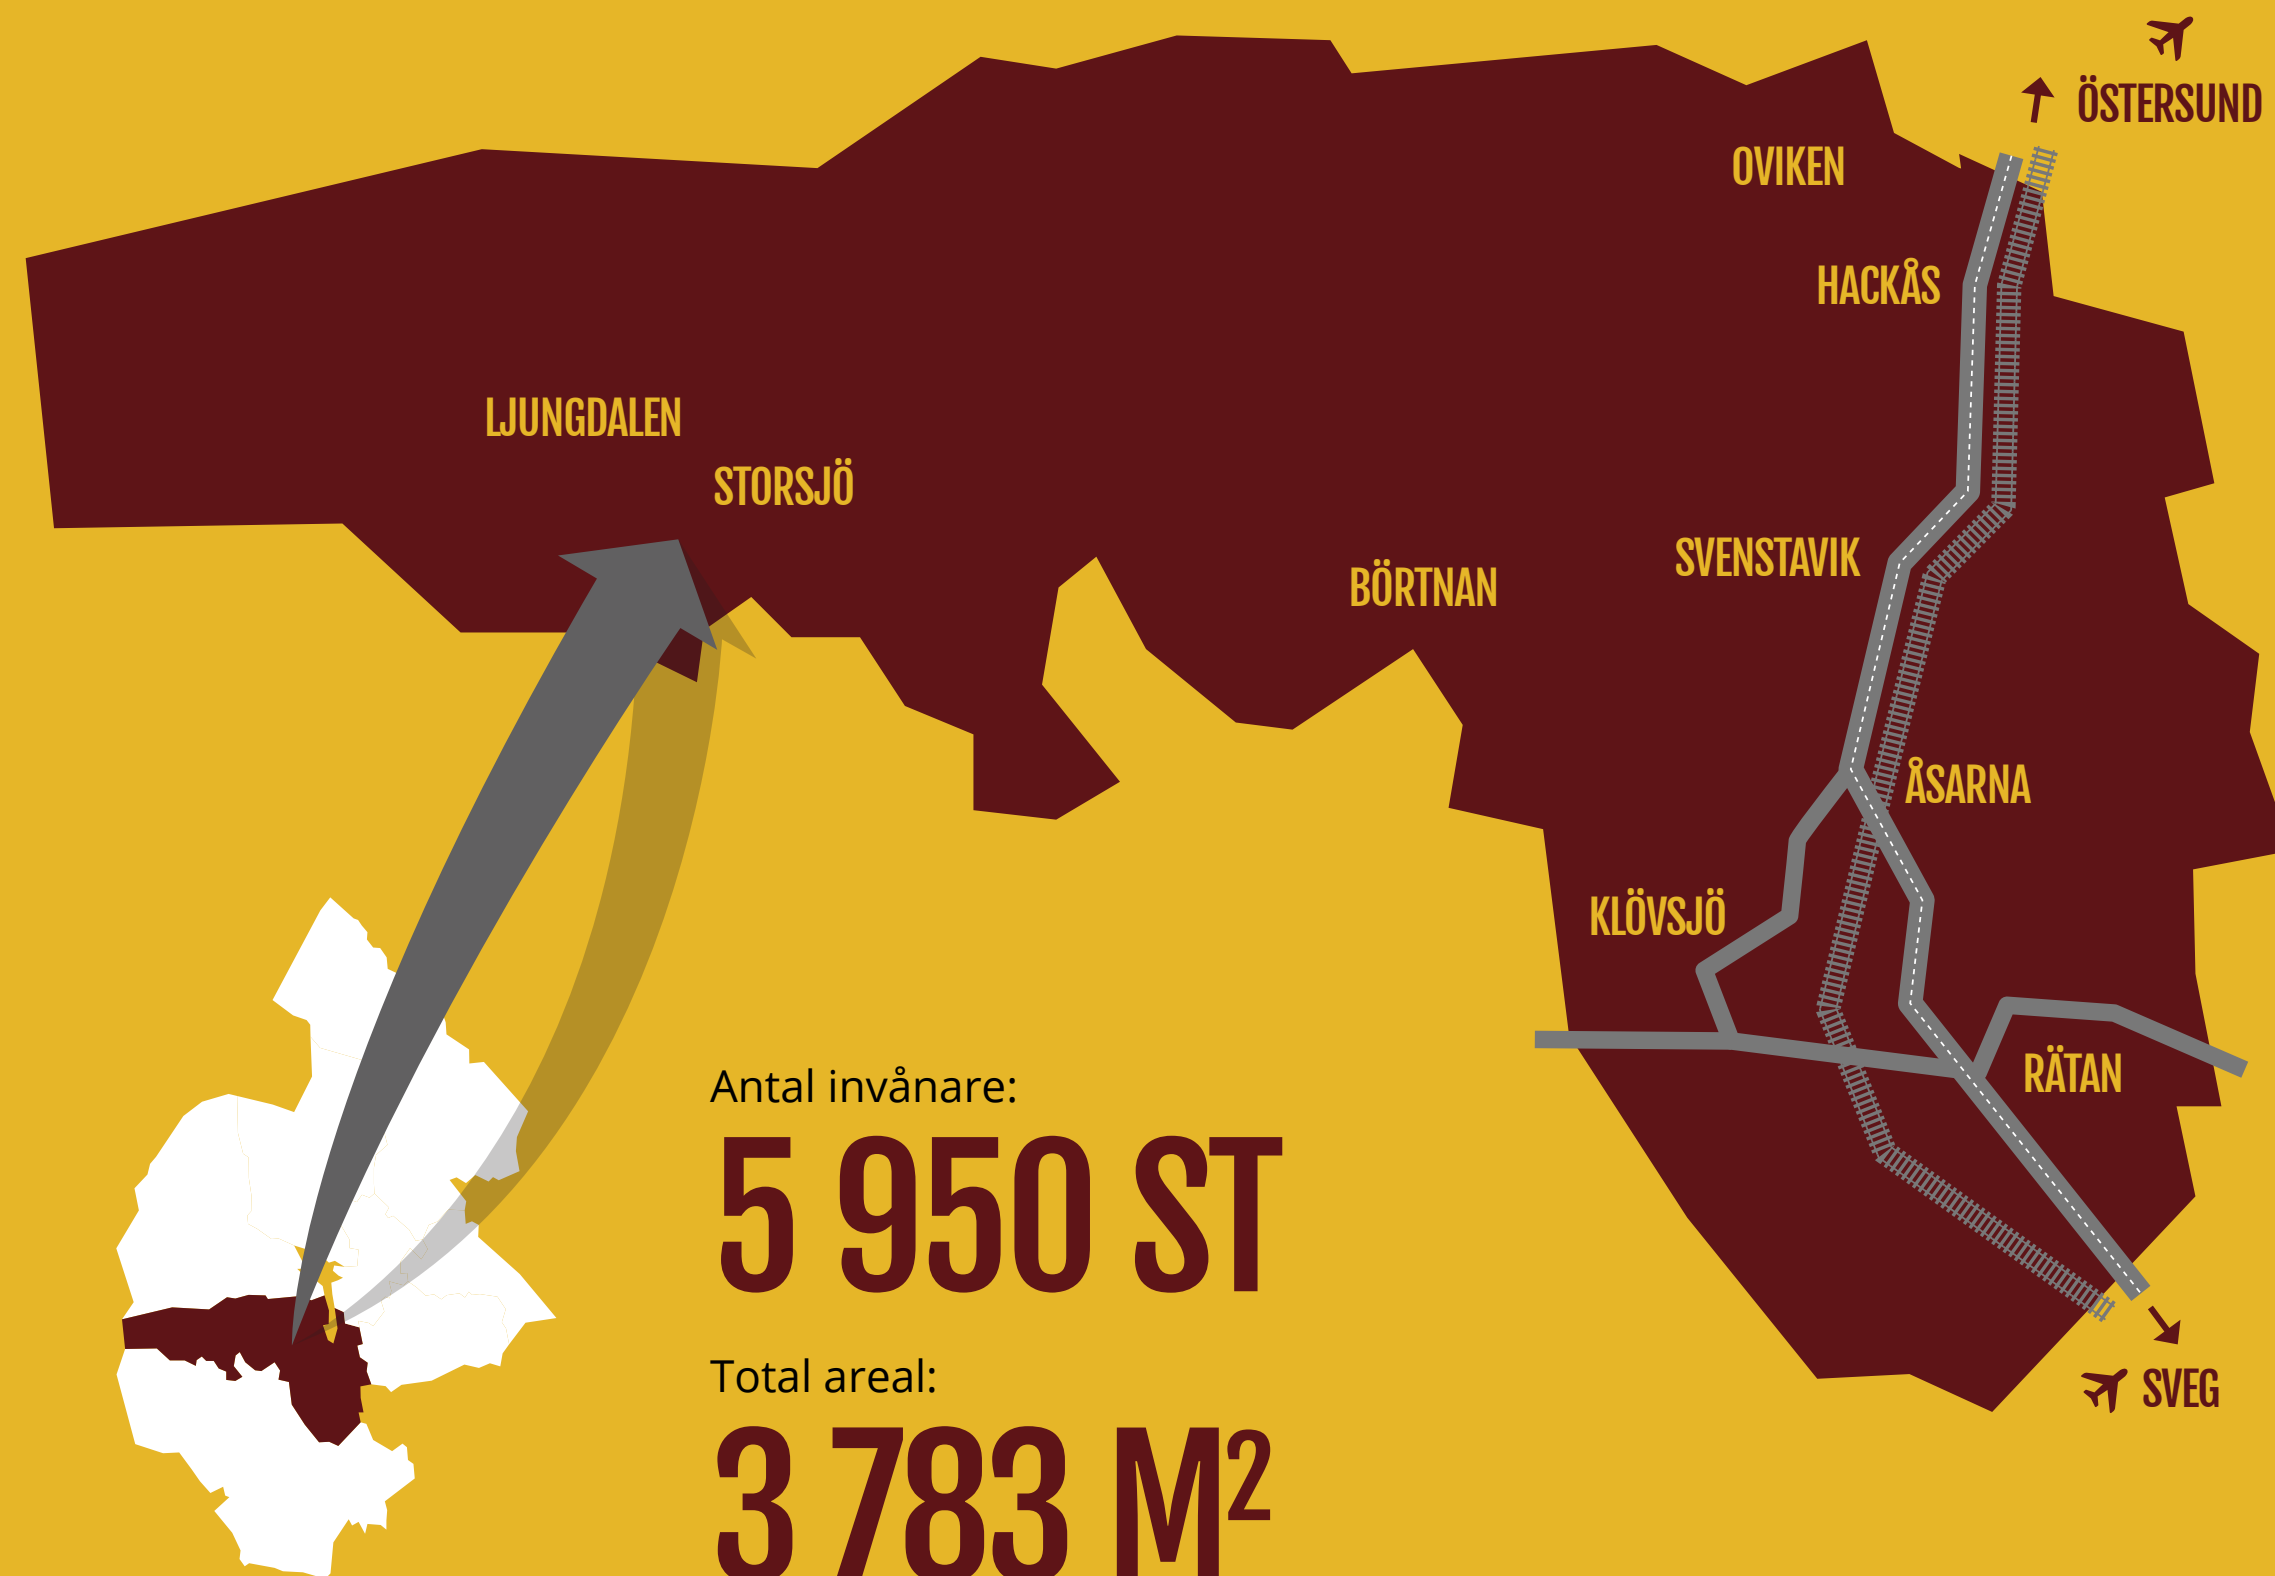 ÖSTERSUND
OVIKEN
HACKÅS
LJUNGDALEN
STORSJÖ
SVENSTAVIK
BÖRTNAN
ÅSARNA
KLÖVSJÖ
RÄTAN
Antal invånare:
5 950 ST
Total areal:
3 783 M²
SVEG